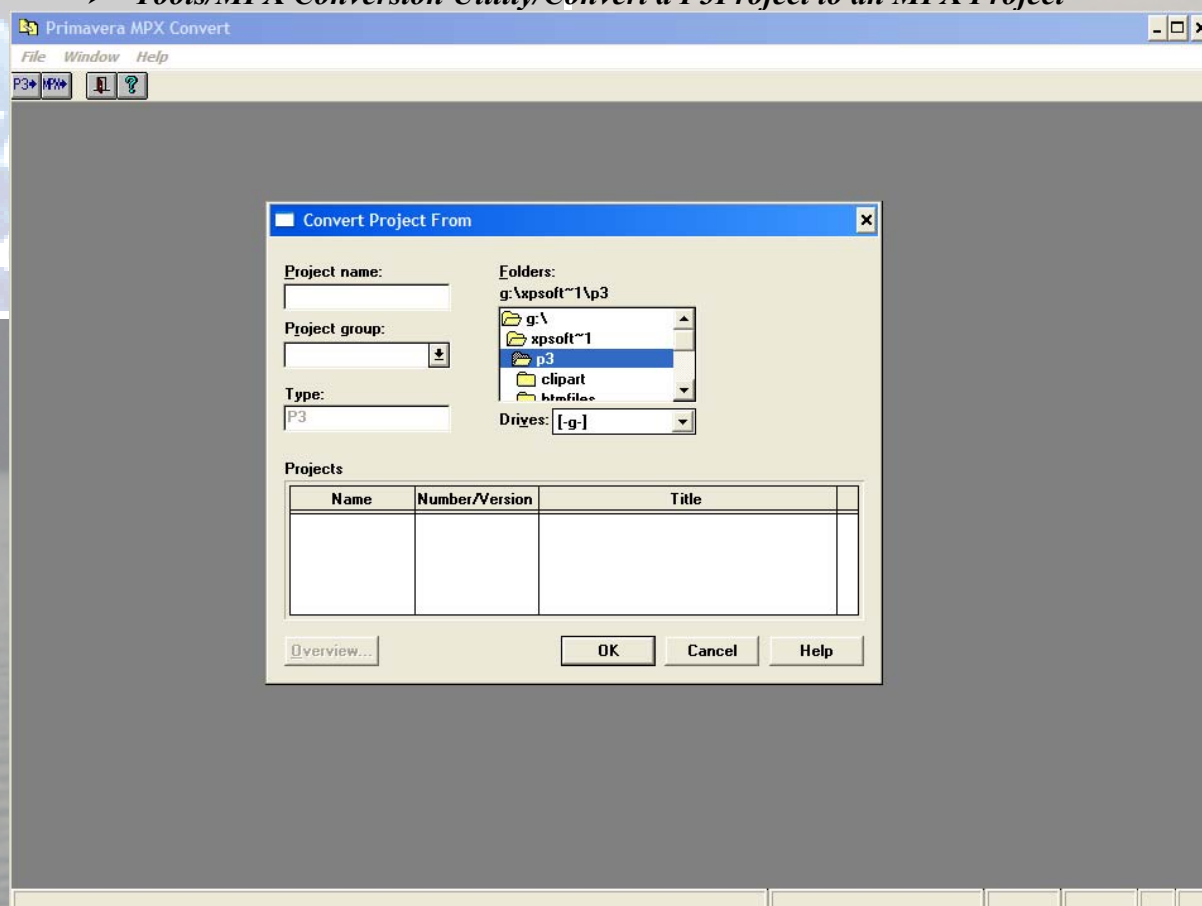 Tools/MPX Conversion Utility/Convert a P3Project to an MPX Project
Primavera MPX Convert
File Window Help
P3 MPX
Convert Project From
Project name:
Folders:
g:\xpsoft~1\p3
g:\
xpsoft~1
p3
clipart
htmfiles
Project group:
Type:
P3
Drives: [-g-]
Projects
Name Number/Version Title
Overview... OK Cancel Help